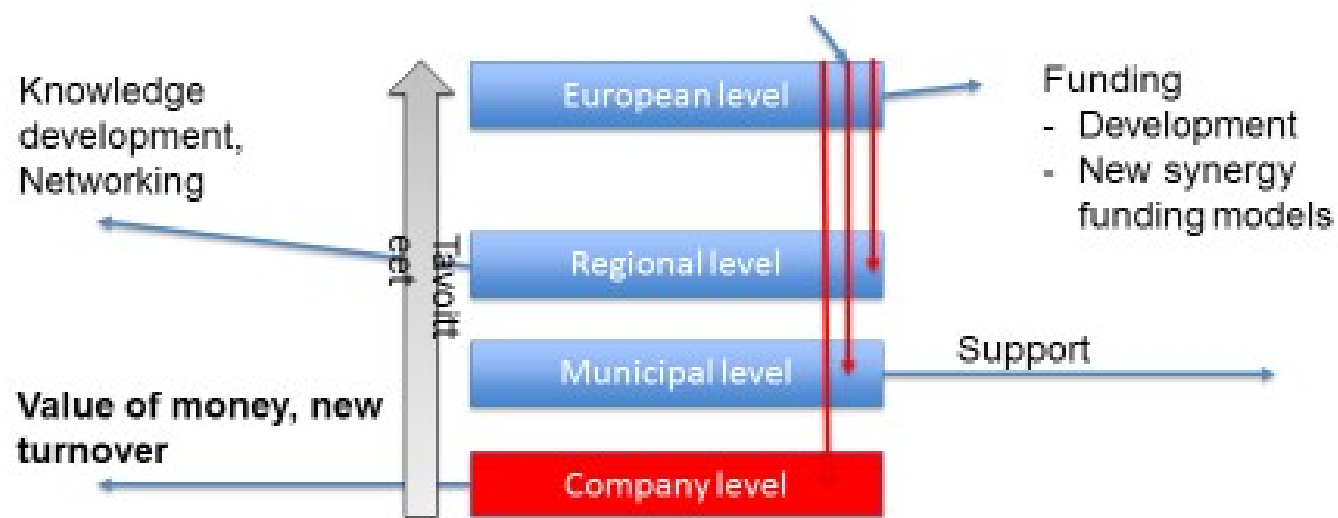 European level
Knowledge
development,
Networking
Funding
- Development
- New synergy
funding models
Tavoitt
eet
Regional level
Municipal level
Support
Value of money, new
turnover
Company level